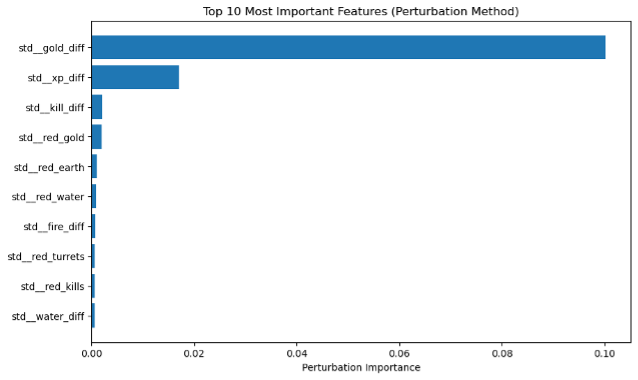 Top 10 Most Important Features (Perturbation Method)
std__gold_diff
std__xp_diff
std__kill_diff
std__red_gold
std__red_earth
std__red_water
std__fire_diff
std__red_turrets
std__red_kills
std__water_diff
0.00 0.02 0.04 0.06 0.08 0.10
Perturbation Importance